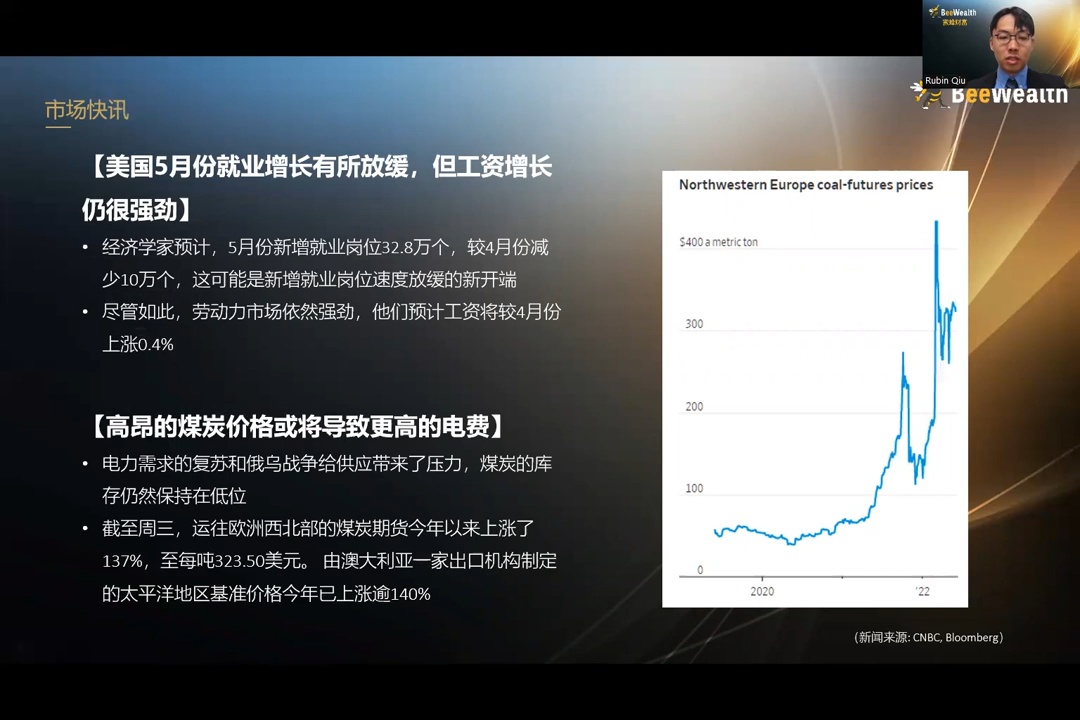 BeeWealth
宾蜂财富
Rubin Qiu
BeeWealth
市场快讯
【美国5月份就业增长有所放缓，但工资增长
仍很强劲】
• 经济学家预计，5月份新增就业岗位32.8万个，较4月份减
少10万个，这可能是新增就业岗位速度放缓的新开端
• 尽管如此，劳动力市场依然强劲，他们预计工资将较4月份
上涨0.4%
【高昂的煤炭价格或将导致更高的电费】
• 电力需求的复苏和俄乌战争给供应带来了压力，煤炭的库
存仍然保持在低位
• 截至周三，运往欧洲西北部的煤炭期货今年以来上涨了
137%，至每吨323.50美元。 由澳大利亚一家出口机构制定
的太平洋地区基准价格今年已上涨逾140%
Northwestern Europe coal-futures prices
$400 a metric ton
300
200
100
0
2020
'22
(新闻来源: CNBC, Bloomberg)